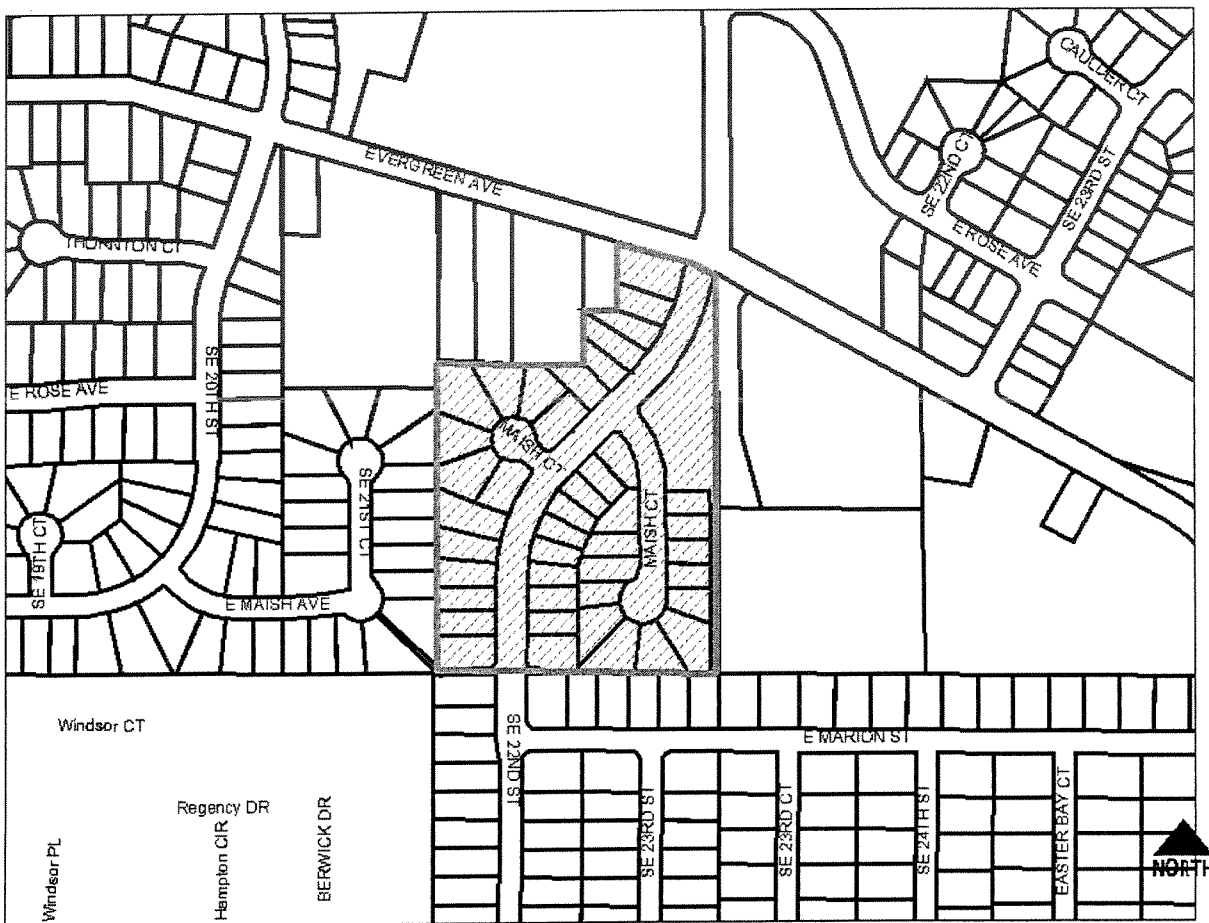 CAULDER CT
EVERGREEN AVE
SE 22ND CT
SE 23RD ST
THORNTON CT
E ROSE AVE
SE 20TH ST
E ROSE AVE
MAISH CT
SE 21ST CT
MAISH CT
SE 19TH CT
E MAISH AVE
Windsor CT
SE 22ND ST
E MARION ST
Regency DR
Windsor PL
Hampton CIR
BERWICK DR
SE 23RD ST
SE 23RD CT
SE 24TH ST
EASTER BAY CT
NORTH